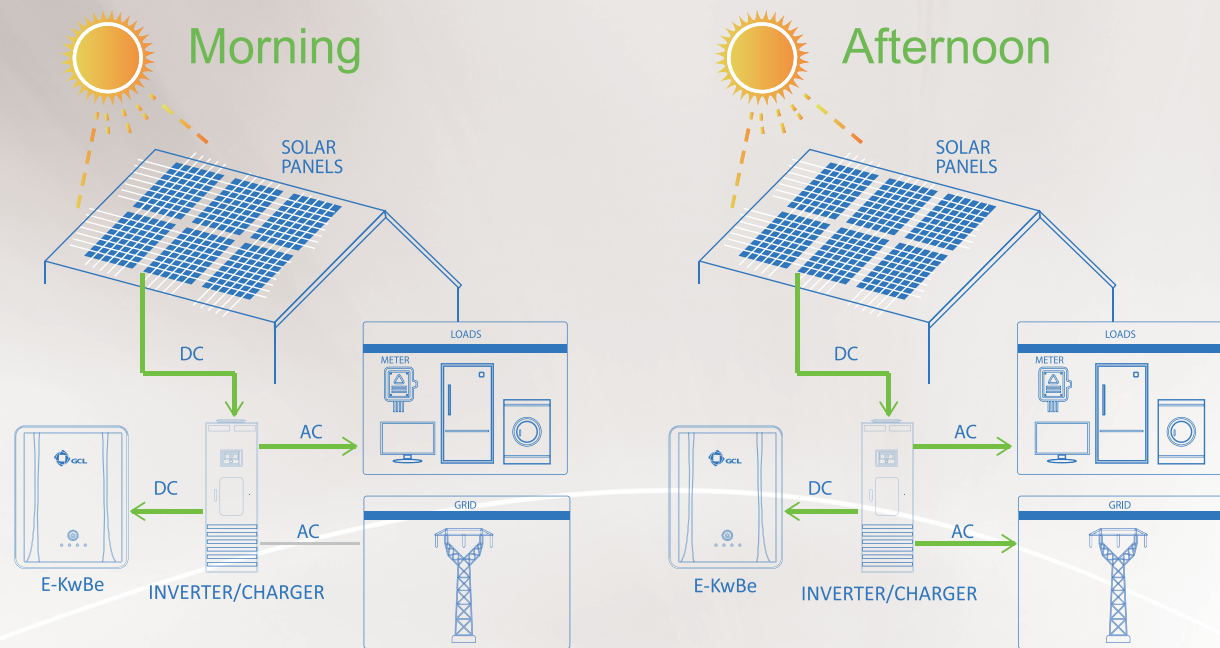 Morning
SOLAR
PANELS
DC
LOADS
METER
AC
GCL
DC
GRID
AC
E-KwBe
INVERTER/CHARGER
Afternoon
SOLAR
PANELS
DC
LOADS
METER
AC
GCL
DC
GRID
AC
E-KwBe
INVERTER/CHARGER